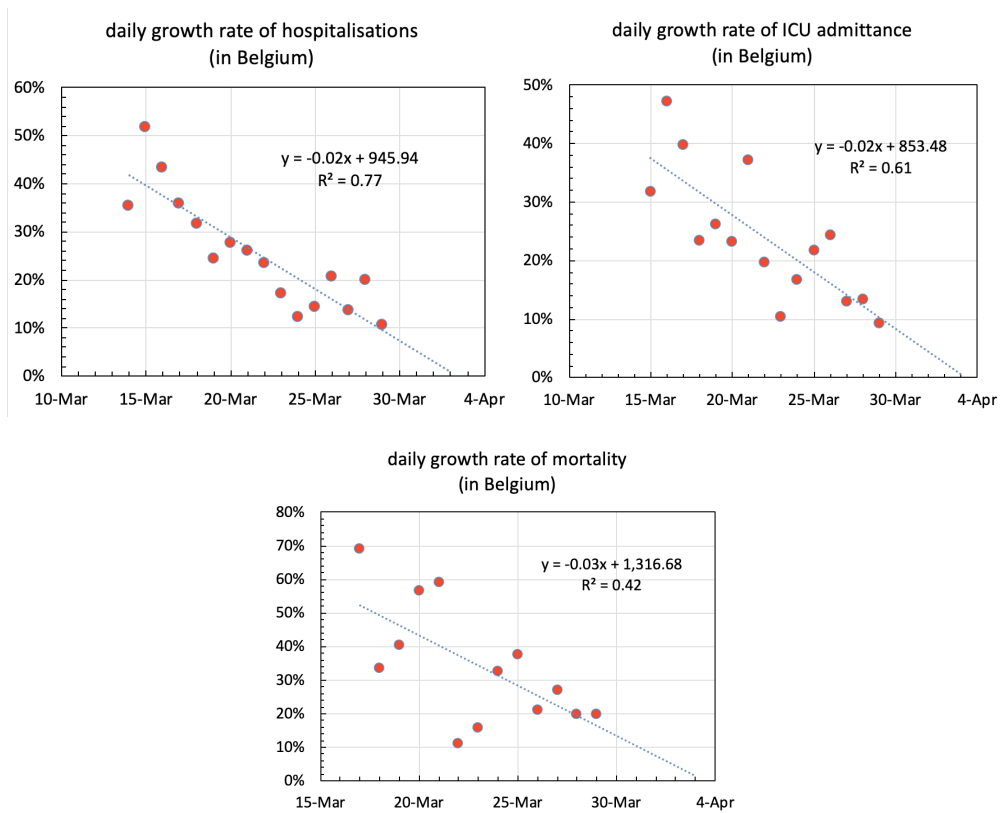 daily growth rate of hospitalisations
(in Belgium)
60%
50%
40%
30%
20%
10%
0%
10-Mar 15-Mar 20-Mar 25-Mar 30-Mar 4-Apr
y = -0.02x + 945.94
R² = 0.77
daily growth rate of ICU admittance
(in Belgium)
50%
40%
30%
20%
10%
0%
10-Mar 15-Mar 20-Mar 25-Mar 30-Mar 4-Apr
y = -0.02x + 853.48
R² = 0.61
daily growth rate of mortality
(in Belgium)
80%
70%
60%
50%
40%
30%
20%
10%
0%
15-Mar 20-Mar 25-Mar 30-Mar 4-Apr
y = -0.03x + 1,316.68
R² = 0.42